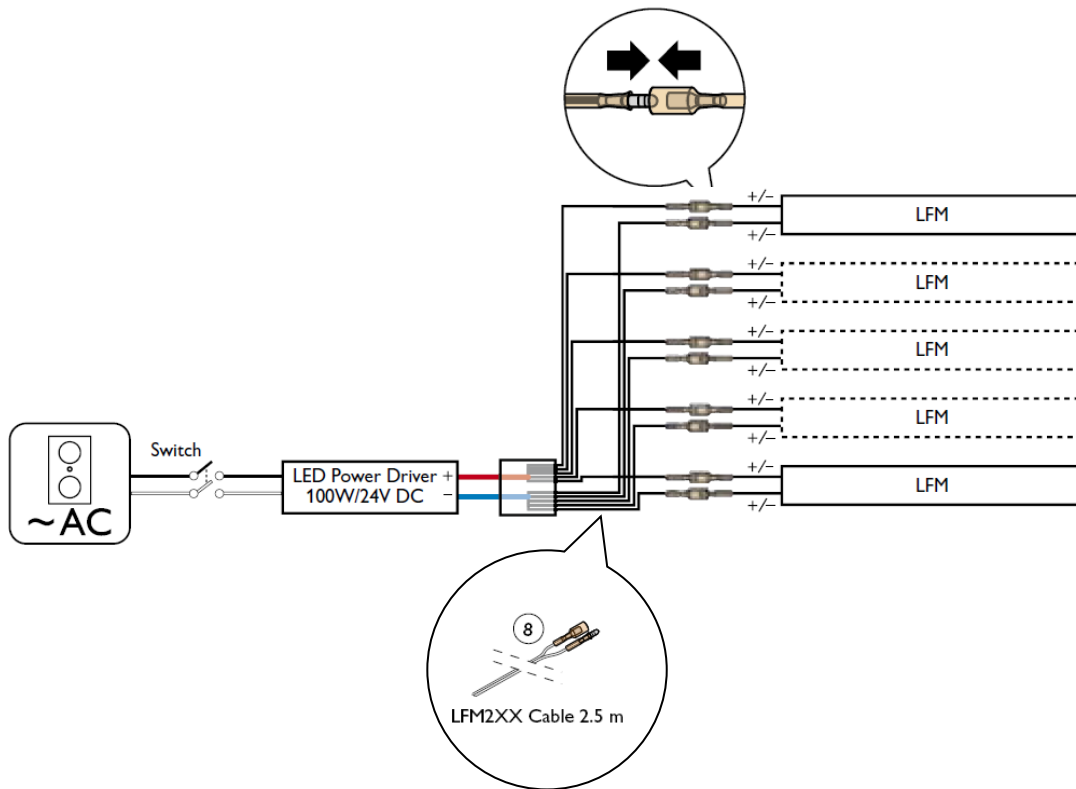 +/−
LFM
+/−
+/−
LFM
+/−
+/−
LFM
+/−
+/−
LFM
+/−
+/−
LFM
+/−
~AC
Switch
LED Power Driver +
100W/24V DC −
8
LFM2XX Cable 2.5 m